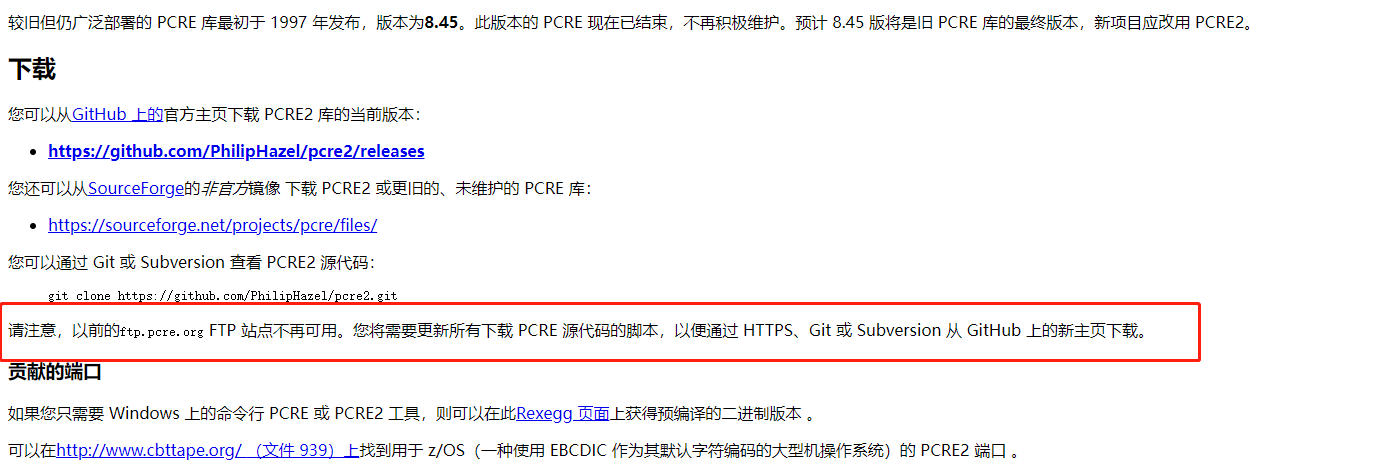 较旧但仍广泛部署的 PCRE 库最初于 1997 年发布，版本为8.45。此版本的 PCRE 现在已结束，不再积极维护。预计 8.45 版将是旧 PCRE 库的最终版本，新项目应改用 PCRE2。
下载
您可以从GitHub 上的官方主页下载 PCRE2 库的当前版本：
https://github.com/PhilipHazel/pcre2/releases
您还可以从SourceForge的非官方镜像 下载 PCRE2 或更旧的、未维护的 PCRE 库：
https://sourceforge.net/projects/pcre/files/
您可以通过 Git 或 Subversion 查看 PCRE2 源代码：
git clone https://github.com/PhilipHazel/pcre2.git
请注意，以前的ftp.pcre.org FTP 站点不再可用。您将需要更新所有下载 PCRE 源代码的脚本，以便通过 HTTPS、Git 或 Subversion 从 GitHub 上的新主页下载。
贡献的端口
如果您只需要 Windows 上的命令行 PCRE 或 PCRE2 工具，则可以在此Rexegg 页面上获得预编译的二进制版本 。
可以在http://www.cbttape.org/ （文件 939）上找到用于 z/OS（一种使用 EBCDIC 作为其默认字符编码的大型机操作系统）的 PCRE2 端口 。